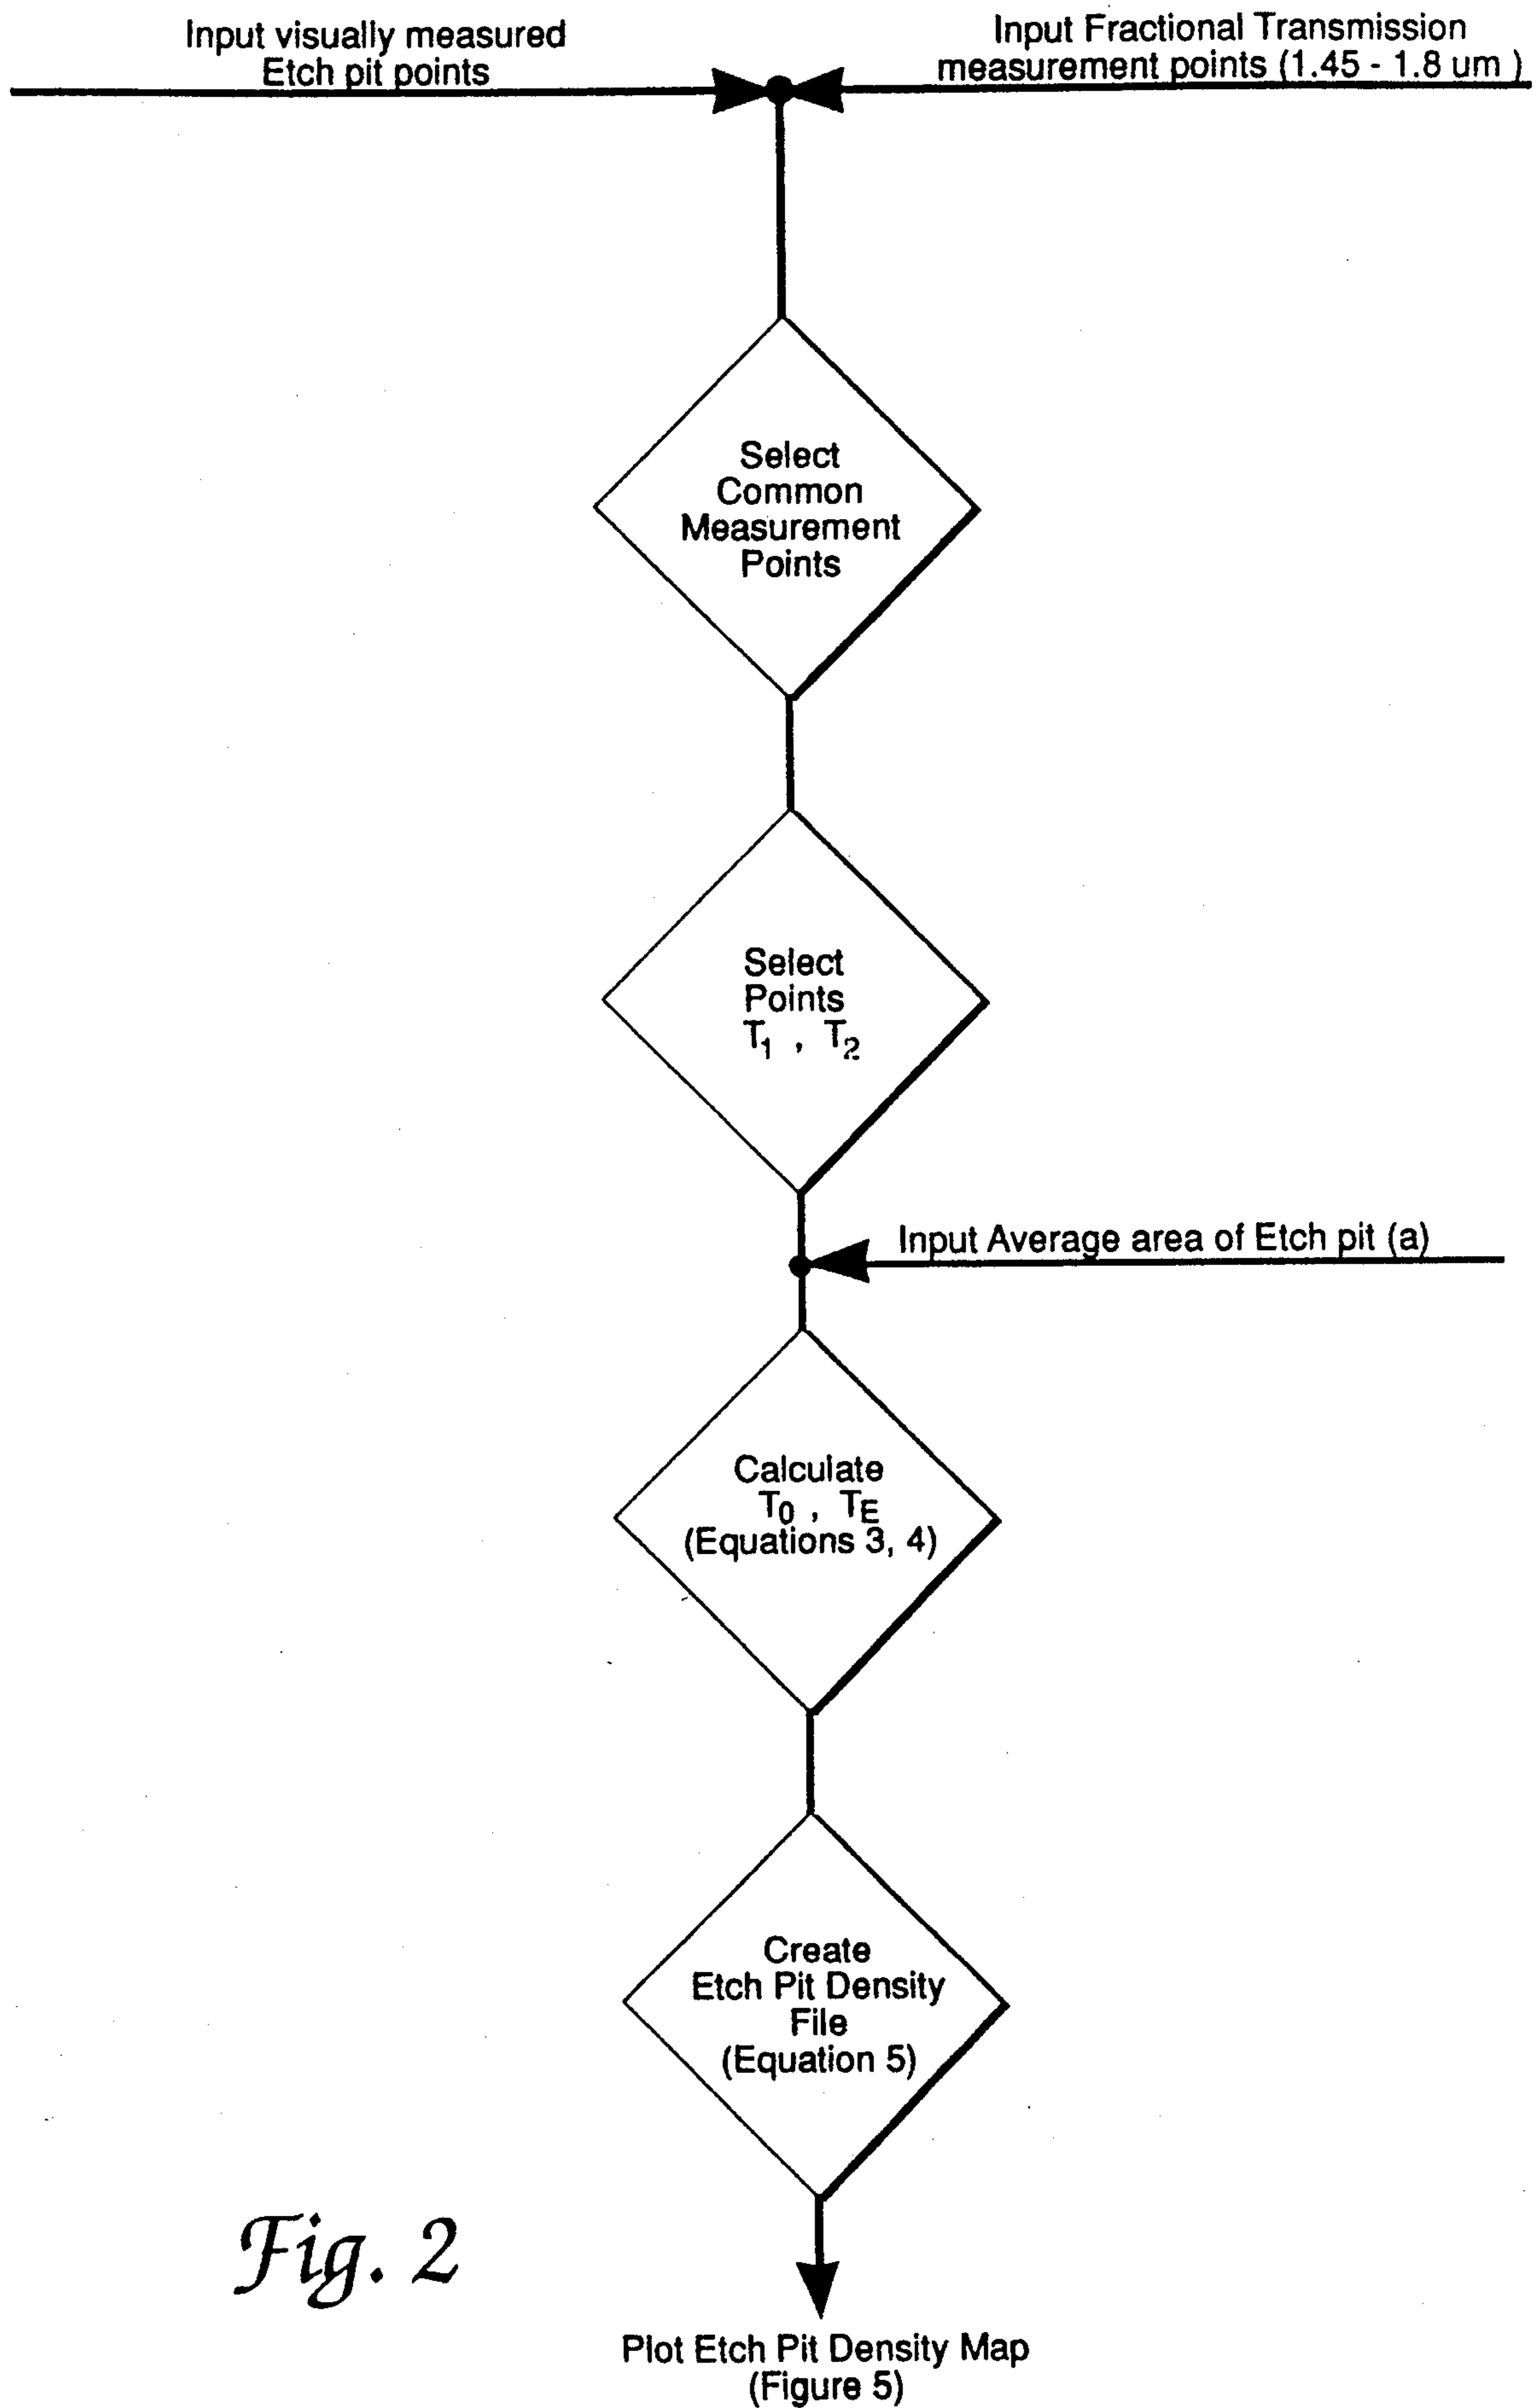 Input visually measured
Etch pit points
Input Fractional Transmission
measurement points (1.45 - 1.8 um )
Select
Common
Measurement
Points
Select
Points
T1 , T2
Input Average area of Etch pit (a)
Calculate
T0 , TE
(Equations 3, 4)
Create
Etch Pit Density
File
(Equation 5)
Fig. 2
Plot Etch Pit Density Map
(Figure 5)